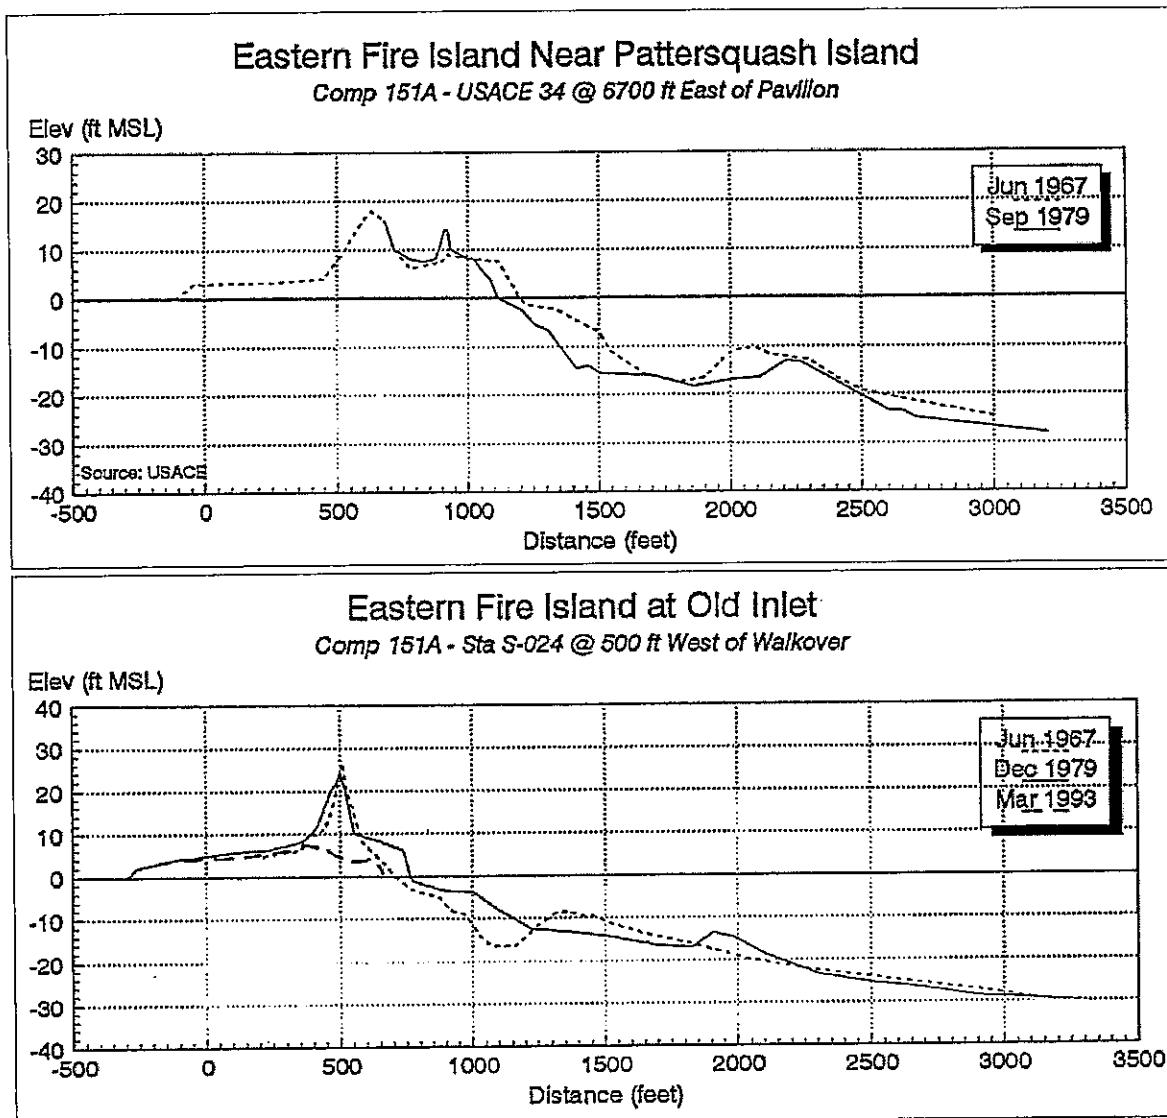 Eastern Fire Island Near Pattersquash Island
Comp 151A - USACE 34 @ 6700 ft East of Pavilion
Elev (ft MSL)
30
20
10
0
-10
-20
-30
-40
Jun 1967
Sep 1979
Source: USACE
-500 0 500 1000 1500 2000 2500 3000 3500
Distance (feet)
Eastern Fire Island at Old Inlet
Comp 151A - Sta S-024 @ 500 ft West of Walkover
Elev (ft MSL)
40
30
20
10
0
-10
-20
-30
-40
Jun 1967
Dec 1979
Mar 1993
-500 0 500 1000 1500 2000 2500 3000 3500
Distance (feet)